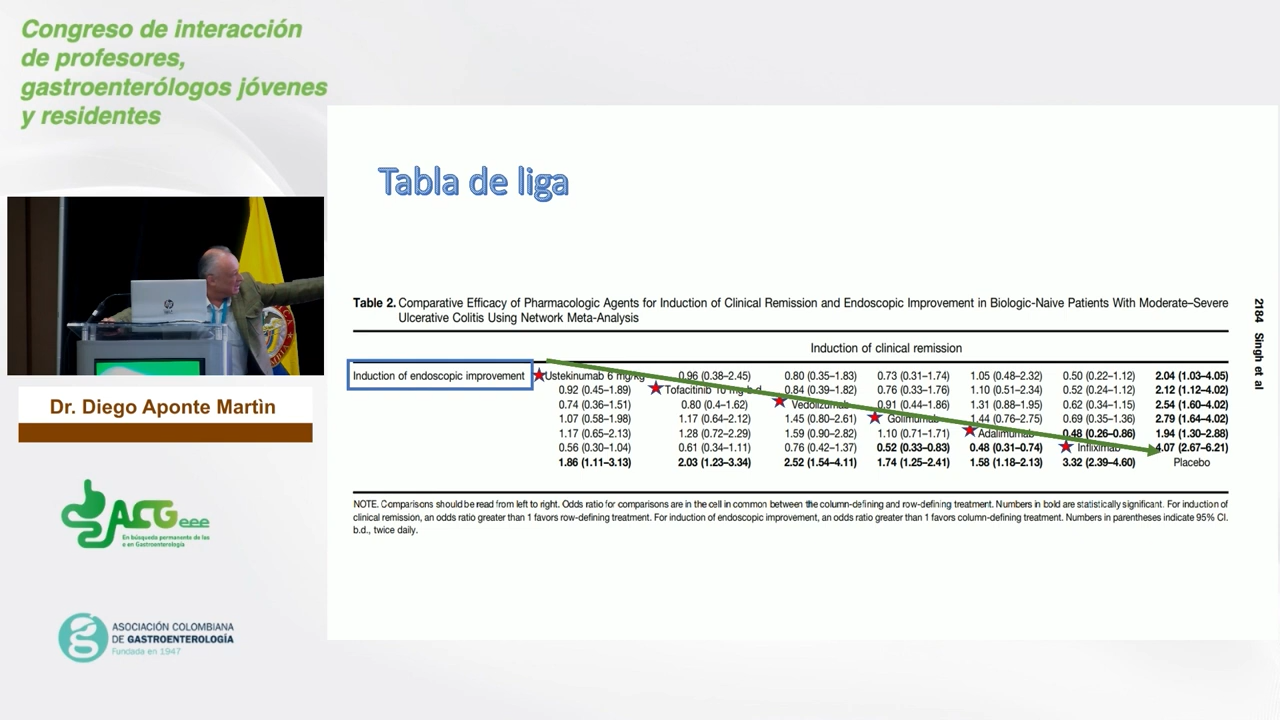 Congreso de interacción
de profesores,
gastroenterólogos jóvenes
y residentes
Tabla de liga
Table 2. Comparative Efficacy of Pharmacologic Agents for Induction of Clinical Remission and Endoscopic Improvement in Biologic-Naive Patients With Moderate–Severe
Ulcerative Colitis Using Network Meta-Analysis
Induction of clinical remission
Induction of endoscopic improvement Ustekinumab 6 mg/kg 0.96 (0.38–2.45) 0.80 (0.35–1.83) 0.73 (0.31–1.74) 1.05 (0.48–2.32) 0.50 (0.22–1.12) 2.04 (1.03–4.05)
0.92 (0.45–1.89) Tofacitinib 10 mg b.d. 0.84 (0.39–1.82) 0.76 (0.33–1.76) 1.10 (0.51–2.34) 0.52 (0.24–1.12) 2.12 (1.12–4.02)
0.74 (0.36–1.51) 0.80 (0.4–1.62) Vedolizumab 0.91 (0.44–1.86) 1.31 (0.88–1.95) 0.62 (0.34–1.15) 2.54 (1.60–4.02)
1.07 (0.58–1.98) 1.17 (0.64–2.12) 1.45 (0.80–2.61) Golimumab 1.44 (0.76–2.75) 0.69 (0.35–1.36) 2.79 (1.64–4.02)
1.17 (0.65–2.13) 1.28 (0.72–2.29) 1.59 (0.90–2.82) 1.10 (0.71–1.71) Adalimumab 0.48 (0.26–0.86) 1.94 (1.30–2.88)
0.56 (0.30–1.04) 0.61 (0.34–1.11) 0.76 (0.42–1.37) 0.52 (0.33–0.83) 0.48 (0.31–0.74) Infliximab 4.07 (2.67–6.21)
1.86 (1.11–3.13) 2.03 (1.23–3.34) 2.52 (1.54–4.11) 1.74 (1.25–2.41) 1.58 (1.18–2.13) 3.32 (2.39–4.60) Placebo
NOTE. Comparisons should be read from left to right. Odds ratio for comparisons are in the cell in common between the column-defining and row-defining treatment. Numbers in bold are statistically significant. For induction of
clinical remission, an odds ratio greater than 1 favors row-defining treatment. For induction of endoscopic improvement, an odds ratio greater than 1 favors column-defining treatment. Numbers in parentheses indicate 95% CI.
b.d., twice daily.
2184 Singh et al
hp
Dr. Diego Aponte Martìn
ACGeee
En búsqueda permanente de las
e en Gastroenterología
ASOCIACIÓN COLOMBIANA
DE GASTROENTEROLOGÍA
Fundada en 1947